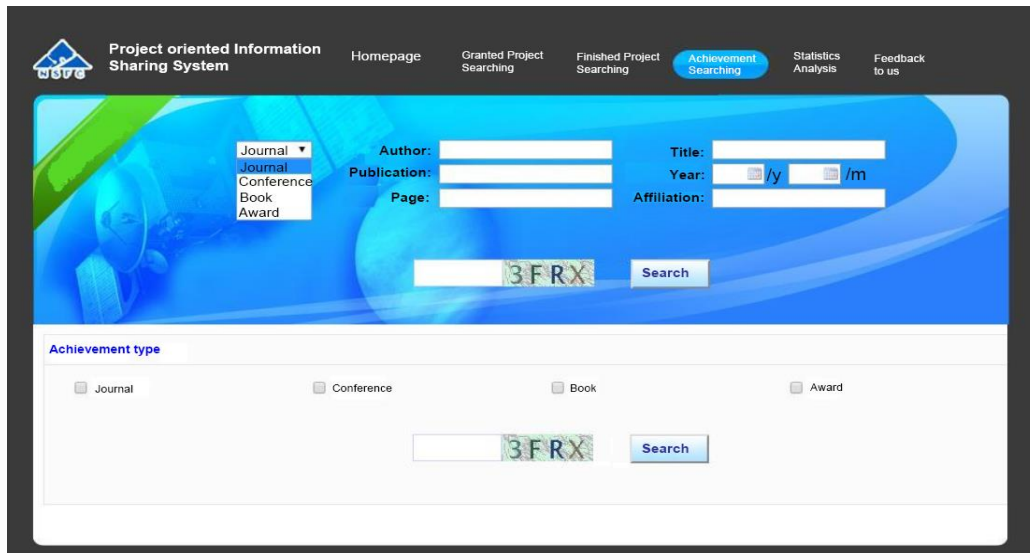 Project oriented Information
Sharing System
Homepage
Granted Project
Searching
Finished Project
Searching
Achievement
Searching
Statistics
Analysis
Feedback
to us
NSFC
Journal ▼
Journal
Conference
Book
Award
Author:
Title:
Publication:
Year: /y /m
Page:
Affiliation:
3FRX
Search
Achievement type
Journal
Conference
Book
Award
3FRX
Search